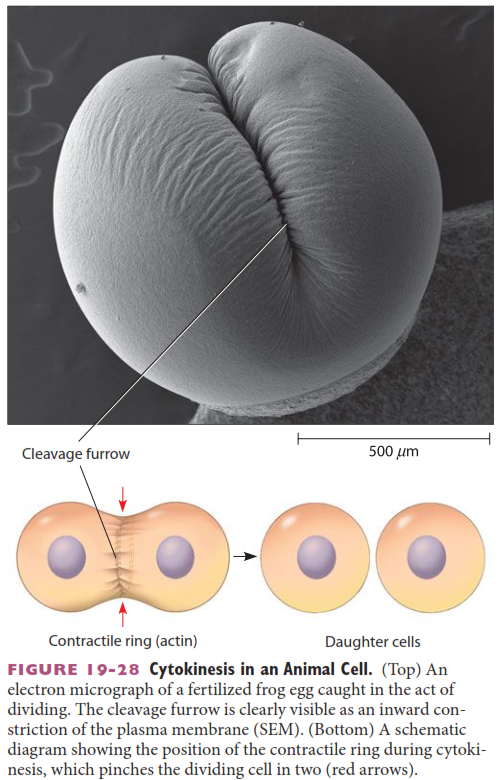 Cleavage furrow
500 μm
Contractile ring (actin)
Daughter cells
FIGURE 19-28 Cytokinesis in an Animal Cell. (Top) An
electron micrograph of a fertilized frog egg caught in the act of
dividing. The cleavage furrow is clearly visible as an inward con-
striction of the plasma membrane (SEM). (Bottom) A schematic
diagram showing the position of the contractile ring during cytoki-
nesis, which pinches the dividing cell in two (red arrows).